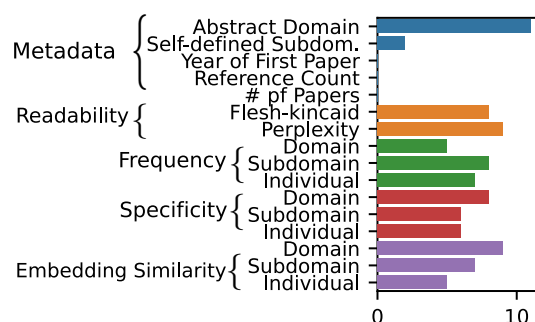 Metadata
Abstract Domain
Self-defined Subdom.
Year of First Paper
Reference Count
# pf Papers
Readability
Flesh-kincaid
Perplexity
Frequency
Domain
Subdomain
Individual
Specificity
Domain
Subdomain
Individual
Embedding Similarity
Domain
Subdomain
Individual
0 10